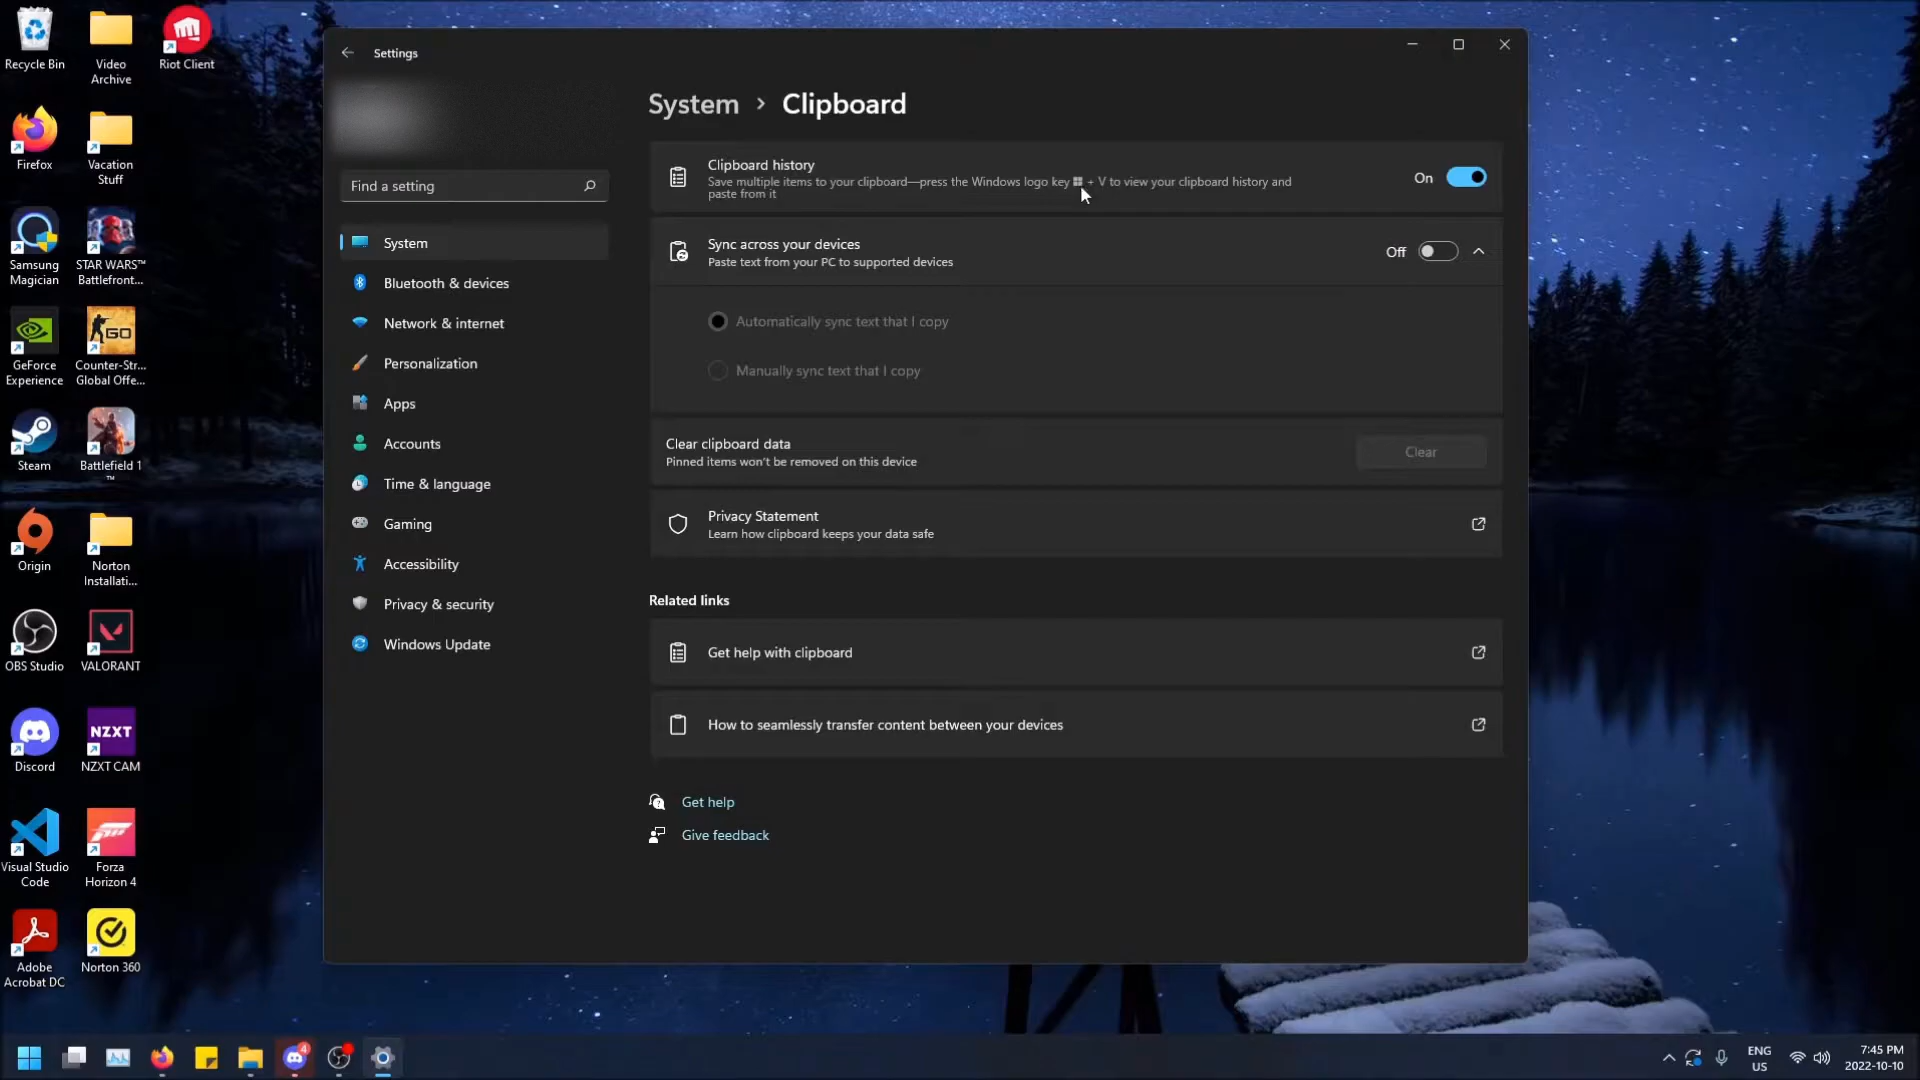 Recycle Bin
Video
Archive
Riot Client
Firefox
Vacation
Stuff
Samsung
Magician
STAR WARS™
Battlefront...
GeForce
Experience
GO
Counter-Str...
Global Offe...
Steam
Battlefield 1
™
Origin
Norton
Installati...
OBS Studio
VALORANT
Discord
NZXT
NZXT CAM
Visual Studio
Code
Forza
Horizon 4
Adobe
Acrobat DC
Norton 360
Settings
Find a setting
System
Bluetooth & devices
Network & internet
Personalization
Apps
Accounts
Time & language
Gaming
Accessibility
Privacy & security
Windows Update
System > Clipboard
Clipboard history
Save multiple items to your clipboard—press the Windows logo key + V to view your clipboard history and
paste from it
On
Sync across your devices
Paste text from your PC to supported devices
Off
Automatically sync text that I copy
Manually sync text that I copy
Clear clipboard data
Pinned items won't be removed on this device
Clear
Privacy Statement
Learn how clipboard keeps your data safe
Related links
Get help with clipboard
How to seamlessly transfer content between your devices
Get help
Give feedback
4
ENG
US
7:45 PM
2022-10-10